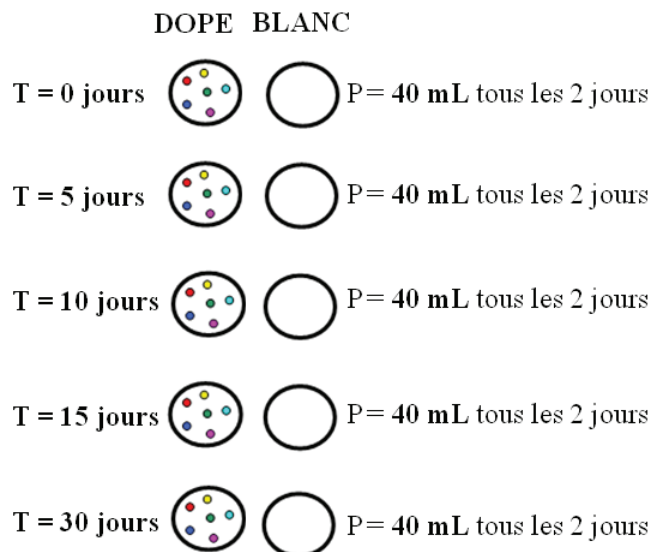 DOPE BLANC
T = 0 jours P = 40 mL tous les 2 jours
T = 5 jours P = 40 mL tous les 2 jours
T = 10 jours P = 40 mL tous les 2 jours
T = 15 jours P = 40 mL tous les 2 jours
T = 30 jours P = 40 mL tous les 2 jours